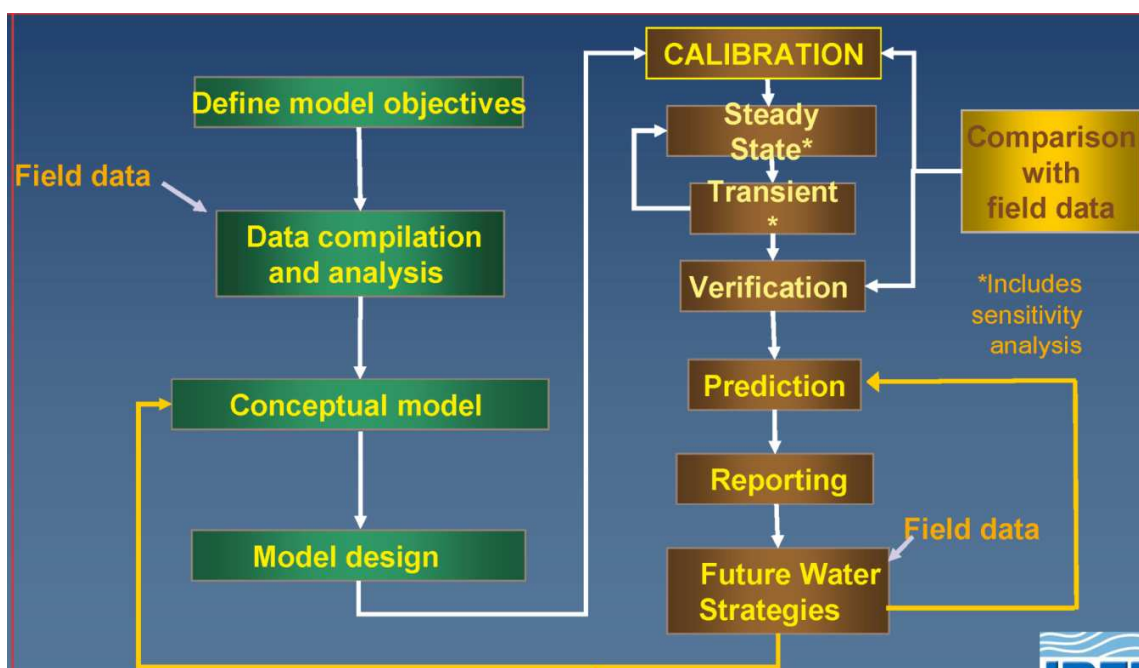 Define model objectives
Field data
Data compilation
and analysis
Conceptual model
Model design
CALIBRATION
Steady
State*
Transient
*
Verification
Prediction
Reporting
Future Water
Strategies
Comparison
with
field data
*Includes
sensitivity
analysis
Field data